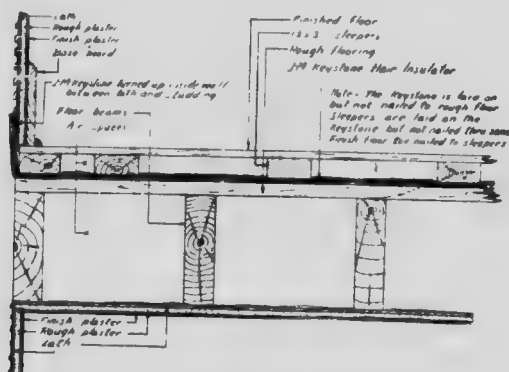 Lath
Rough plaster
Finish plaster
Base board
JM Keystone turned up inside wall
between lath and studding
Floor beams
Air spaces
Finished floor
sleepers
Rough flooring
JM Keystone Hair Insulator
Note - The Keystone is laid on
but not nailed to rough floor
Sleepers are laid on the
Keystone but not nailed thru same
Finish floor nailed to sleepers
Finish plaster
Rough plaster
Lath